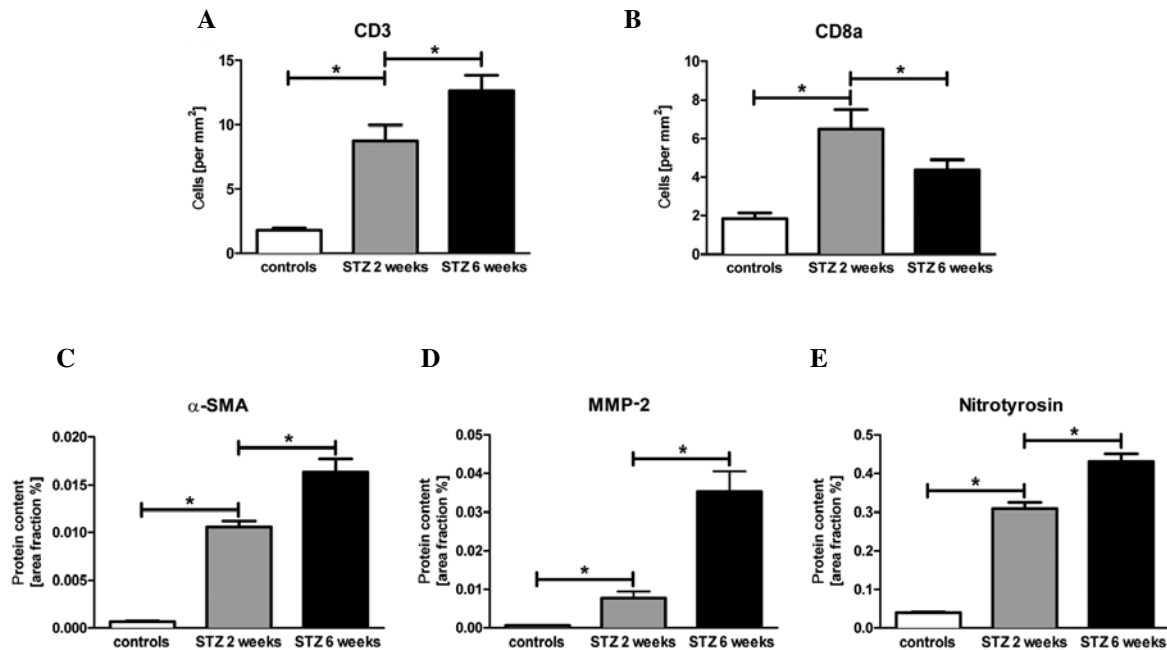 A
CD3
Cells [per mm²]
15
10
5
0
*
*
controls
STZ 2 weeks
STZ 6 weeks
B
CD8a
Cells [per mm²]
10
8
6
4
2
0
*
*
controls
STZ 2 weeks
STZ 6 weeks
C
α-SMA
Protein content
[area fraction %]
0.020
0.015
0.010
0.005
0.000
*
*
controls
STZ 2 weeks
STZ 6 weeks
D
MMP-2
Protein content
[area fraction %]
0.05
0.04
0.03
0.02
0.01
0.00
*
*
controls
STZ 2 weeks
STZ 6 weeks
E
Nitrotyrosin
Protein content
[area fraction %]
0.5
0.4
0.3
0.2
0.1
0.0
*
*
controls
STZ 2 weeks
STZ 6 weeks